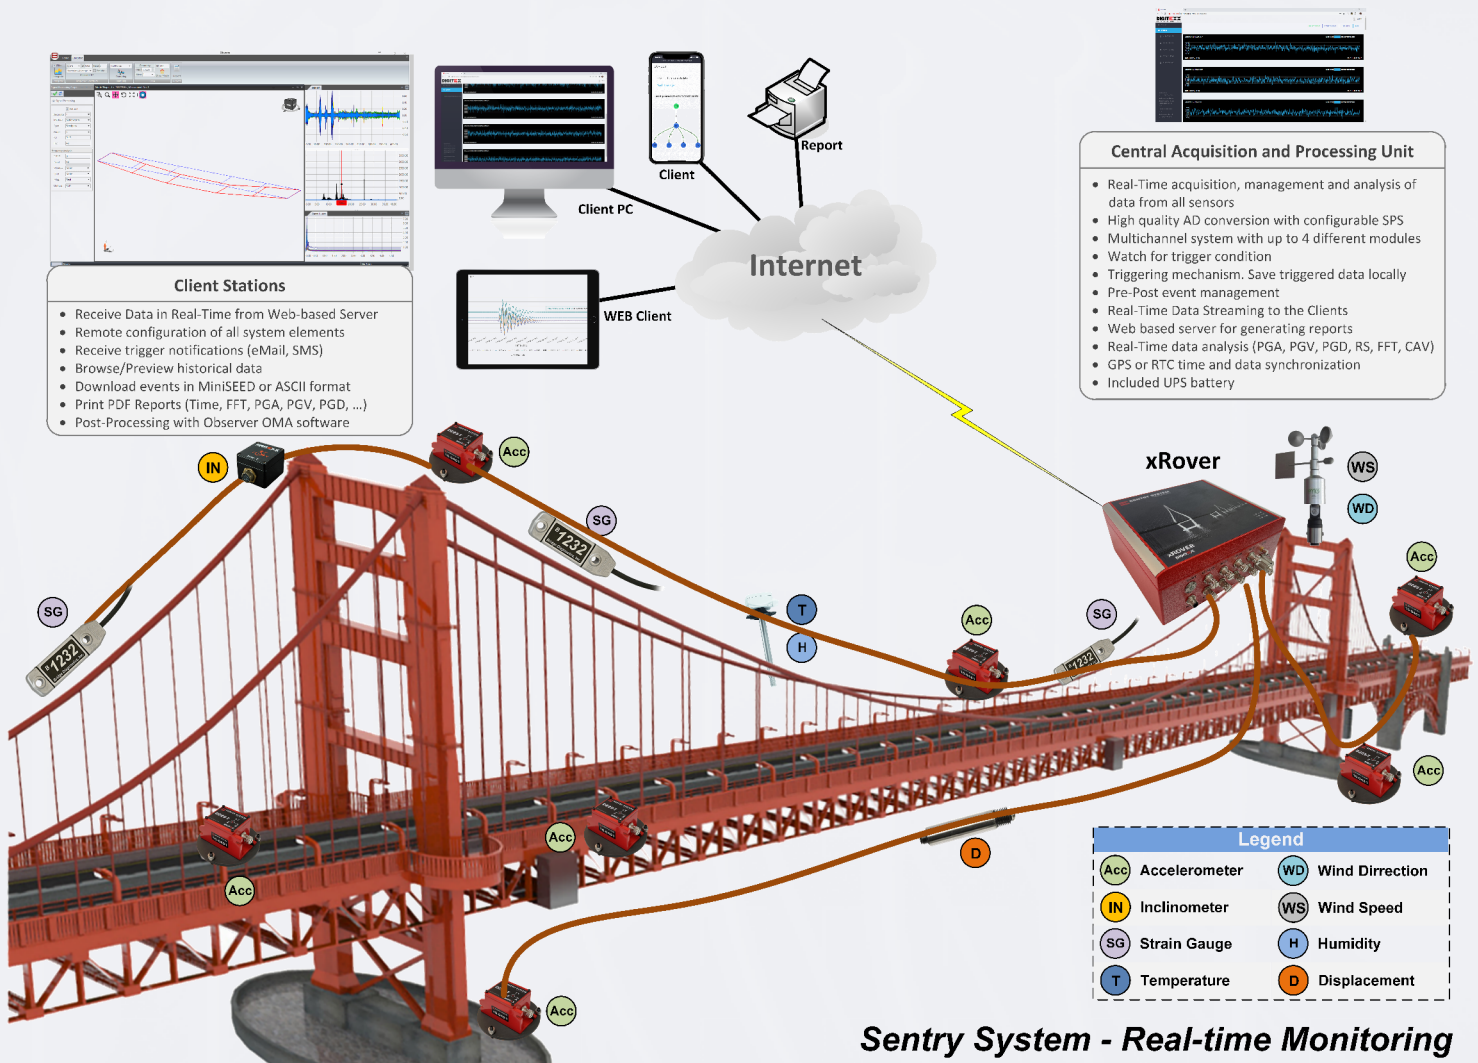 DIGITEXX
DIGITEXX
Report
Client
Client PC
Internet
WEB Client
Client Stations
Receive Data in Real-Time from Web-based Server
Remote configuration of all system elements
Receive trigger notifications (eMail, SMS)
Browse/Preview historical data
Download events in MiniSEED or ASCII format
Print PDF Reports (Time, FFT, PGA, PGV, PGD, ...)
Post-Processing with Observer OMA software
Central Acquisition and Processing Unit
Real-Time acquisition, management and analysis of
data from all sensors
High quality AD conversion with configurable SPS
Multichannel system with up to 4 different modules
Watch for trigger condition
Triggering mechanism. Save triggered data locally
Pre-Post event management
Real-Time Data Streaming to the Clients
Web based server for generating reports
Real-Time data analysis (PGA, PGV, PGD, RS, FFT, CAV)
GPS or RTC time and data synchronization
Included UPS battery
IN
Acc
xRover
WS
WD
SG
1232
xROVER
Acc
SG
1232
T
H
Acc
SG
1232
Acc
Acc
Acc
D
Acc
Acc
Legend
Acc Accelerometer
WD Wind Dirrection
IN Inclinometer
WS Wind Speed
SG Strain Gauge
H Humidity
T Temperature
D Displacement
Sentry System - Real-time Monitoring